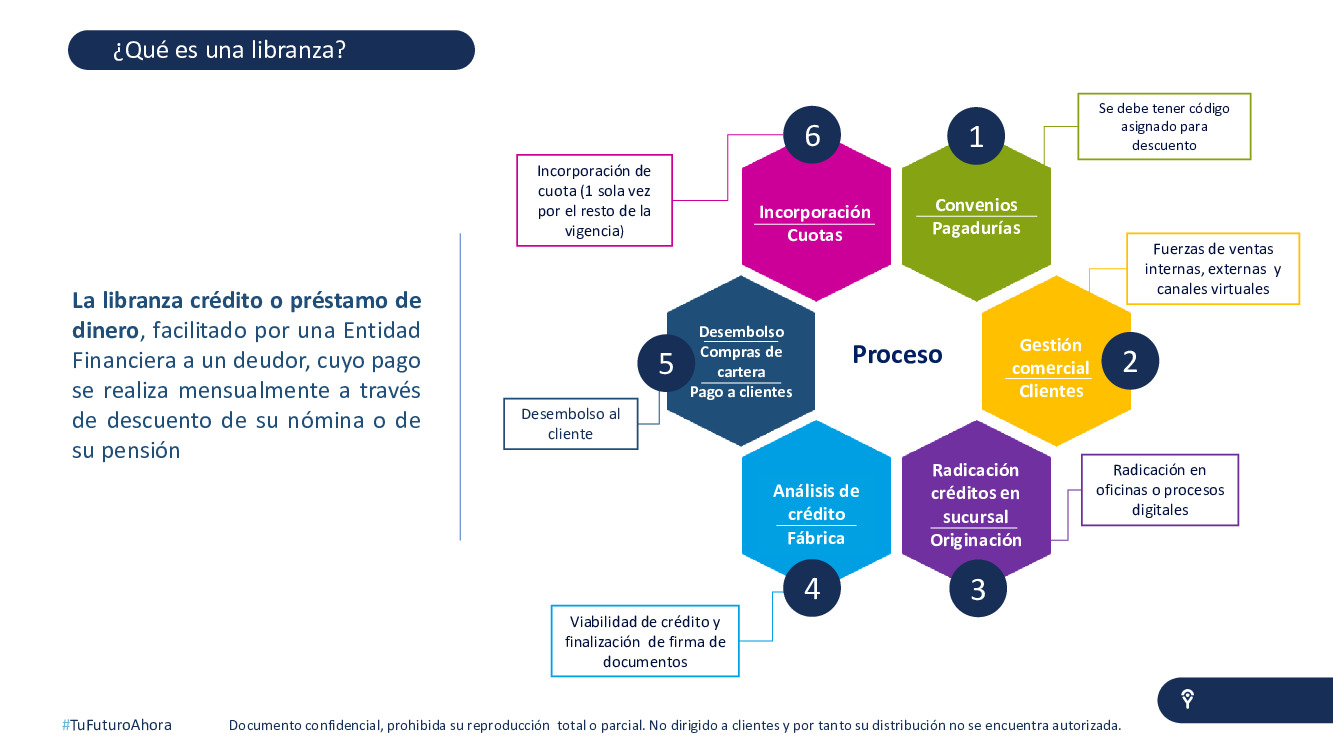 ¿Qué es una libranza?
La libranza crédito o préstamo de
dinero, facilitado por una Entidad
Financiera a un deudor, cuyo pago
se realiza mensualmente a través
de descuento de su nómina o de
su pensión
Proceso
1
Convenios
Pagadurías
Se debe tener código
asignado para
descuento
2
Gestión
comercial
Clientes
Fuerzas de ventas
internas, externas y
canales virtuales
3
Radicación
créditos en
sucursal
Originación
Radicación en
oficinas o procesos
digitales
4
Análisis de
crédito
Fábrica
Viabilidad de crédito y
finalización de firma de
documentos
5
Desembolso
Compras de
cartera
Pago a clientes
Desembolso al
cliente
6
Incorporación
Cuotas
Incorporación de
cuota (1 sola vez
por el resto de la
vigencia)
#TuFuturoAhora
Documento confidencial, prohibida su reproducción total o parcial. No dirigido a clientes y por tanto su distribución no se encuentra autorizada.